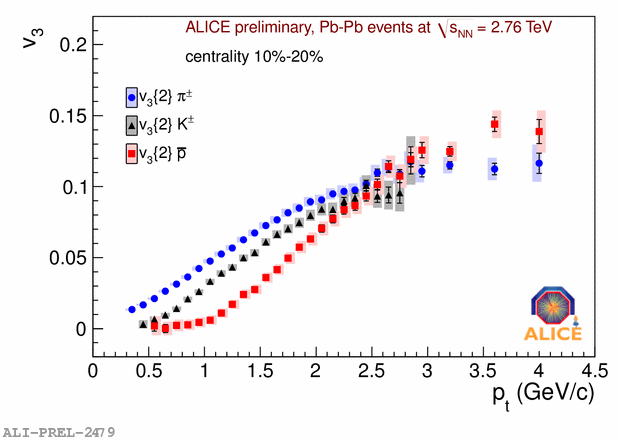 ALICE preliminary, Pb-Pb events at √s_NN = 2.76 TeV
centrality 10%-20%
v₃{2} π±
v₃{2} K±
v₃{2} p̅
v₃
0.2
0.15
0.1
0.05
0
0 0.5 1 1.5 2 2.5 3 3.5 4 4.5
p_t (GeV/c)
ALICE
ALI-PREL-2479